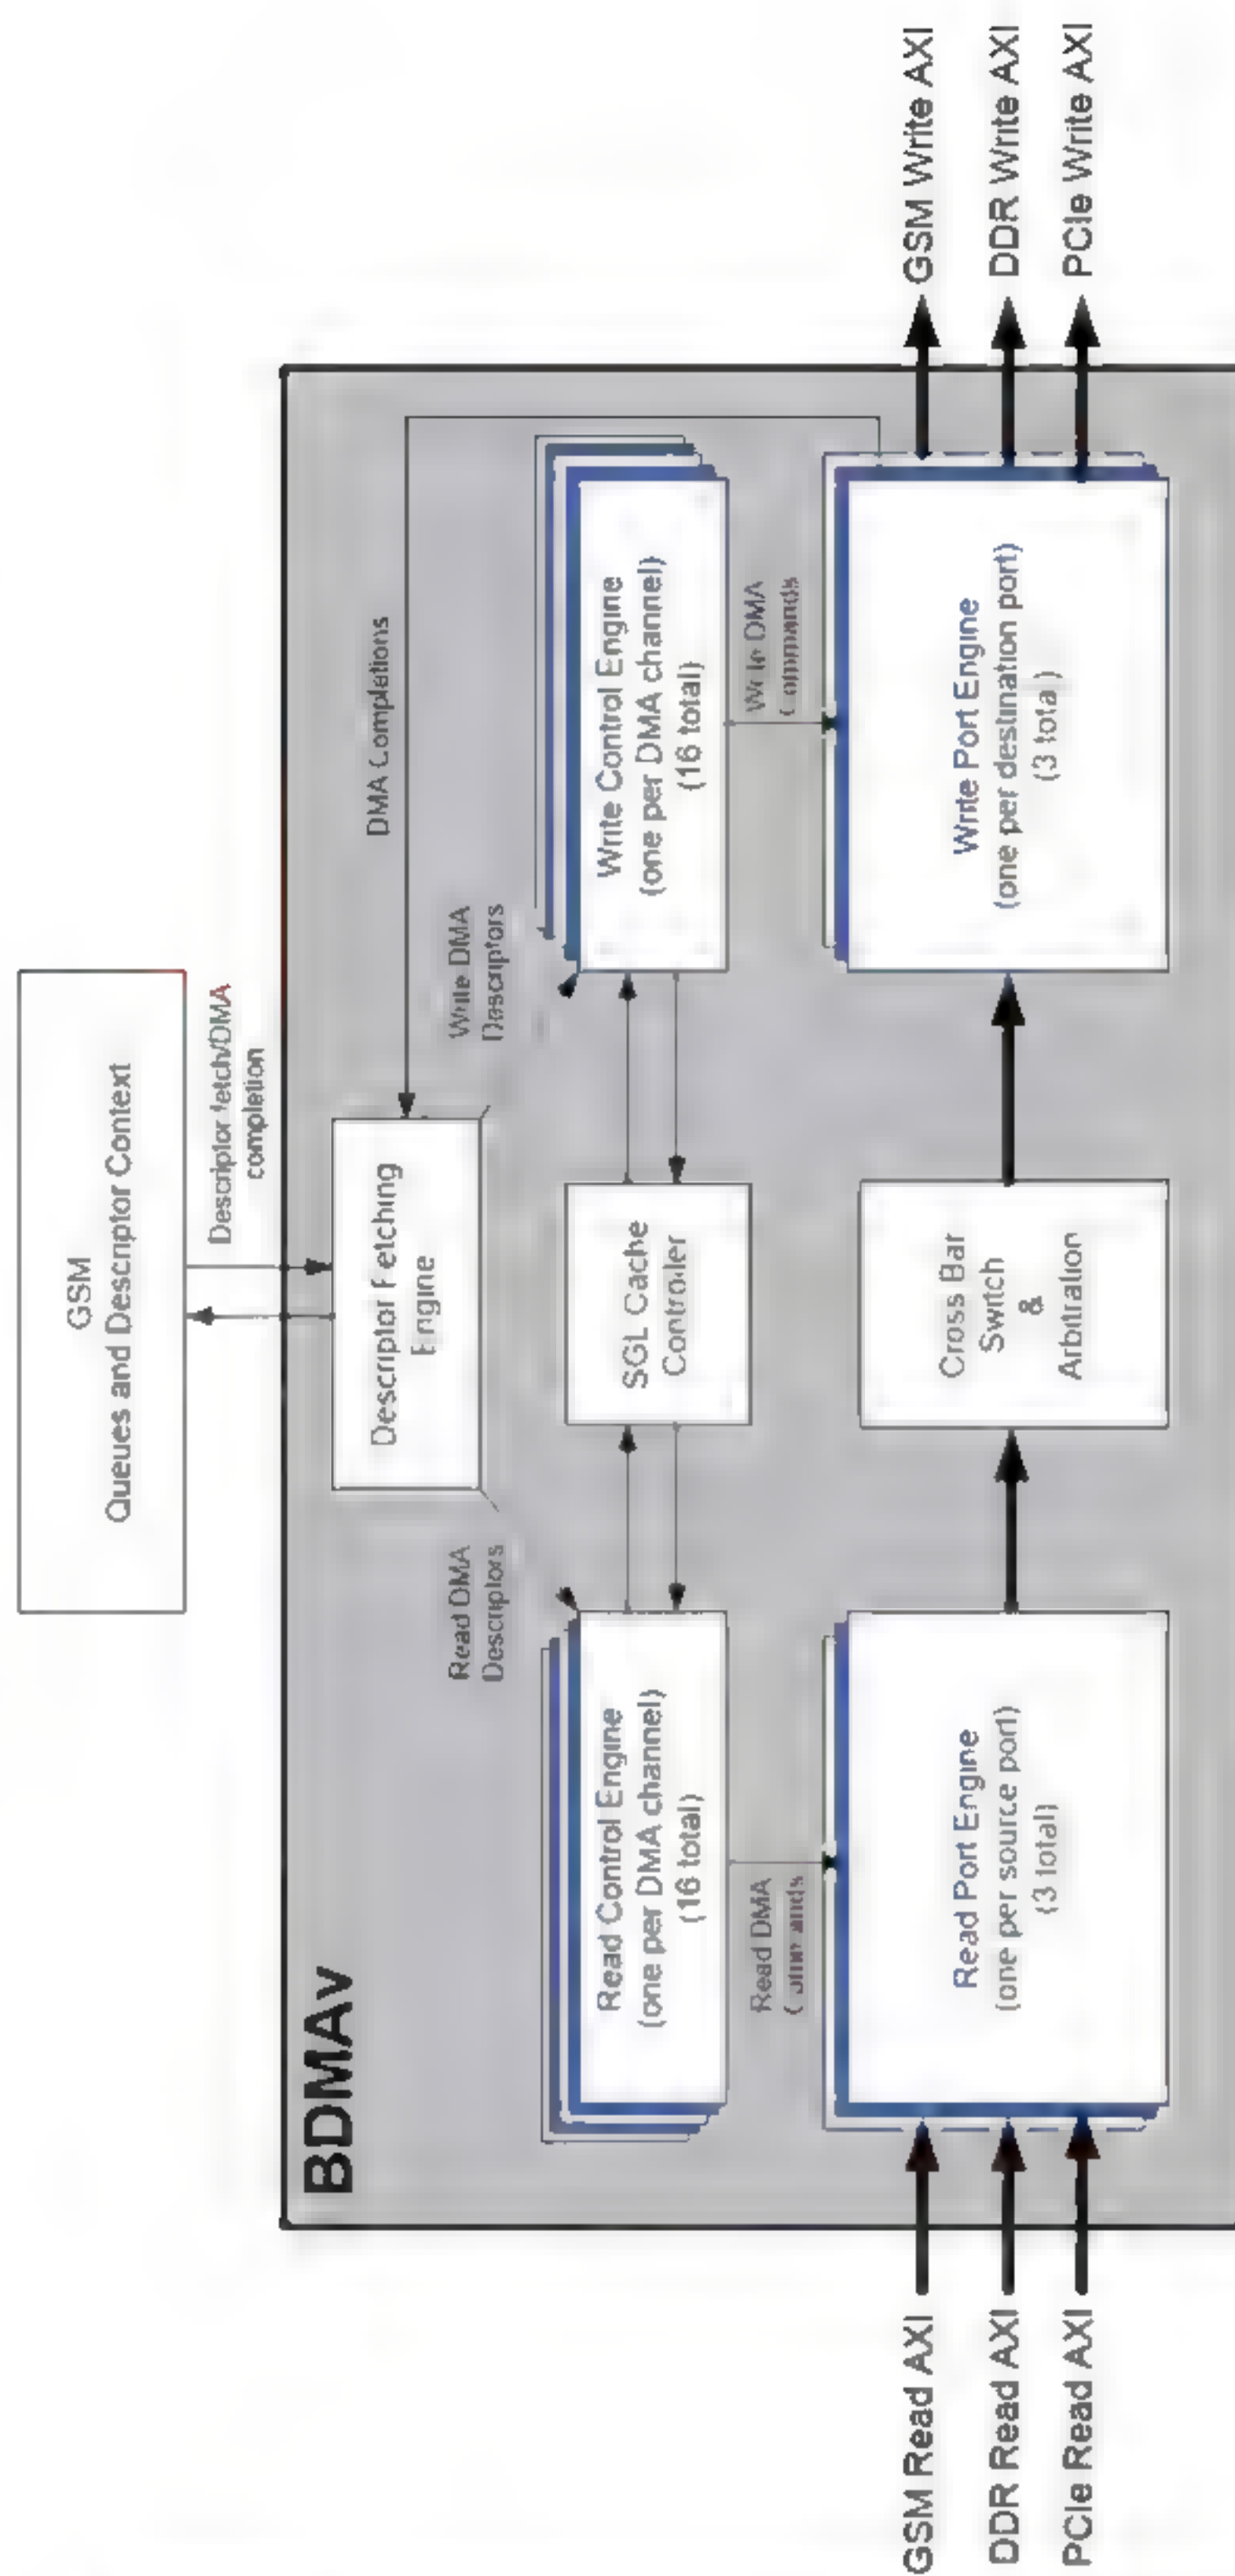 GSM
Queues and Descriptor Context
Descriptor fetch/DMA
completion
BDMAv
Descriptor Fetching
Engine
DMA Completions
Read DMA
Descriptors
Write DMA
Descriptors
Read Control Engine
(one per DMA channel)
(16 total)
SGL Cache
Controller
Write Control Engine
(one per DMA channel)
(16 total)
Read DMA
Commands
Write DMA
Commands
Read Port Engine
(one per source port)
(3 total)
Cross Bar
Switch
&
Arbitration
Write Port Engine
(one per destination port)
(3 total)
GSM Read AXI
DDR Read AXI
PCIe Read AXI
GSM Write AXI
DDR Write AXI
PCIe Write AXI